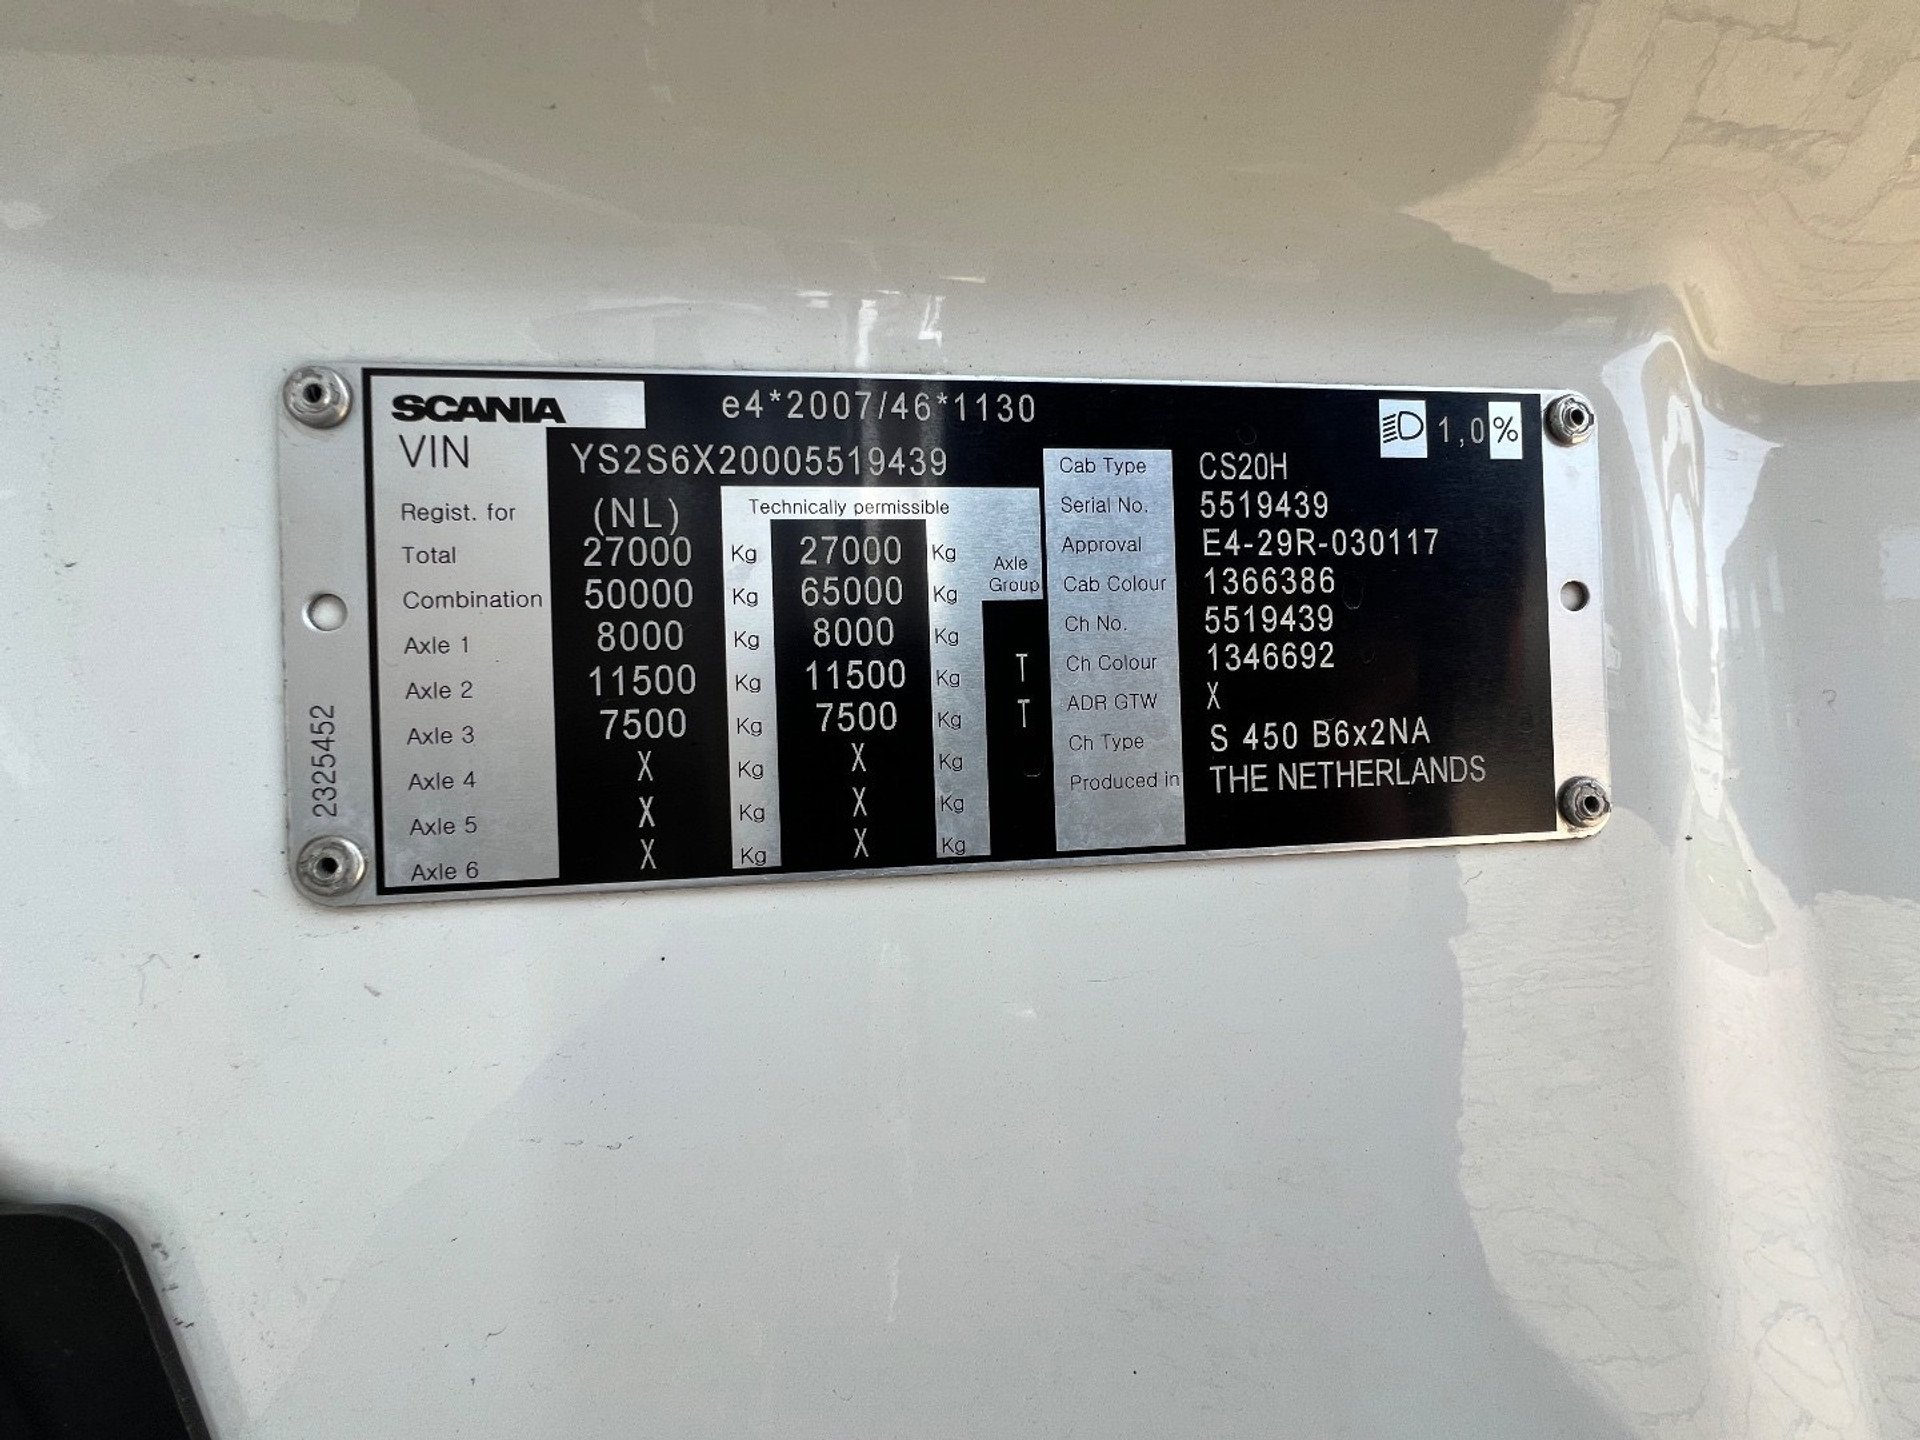 SCANIA e4*2007/46*1130 1,0%
VIN YS2S6X20005519439
Regist. for (NL) Technically permissible
Total 27000 Kg 27000 Kg
Combination 50000 Kg 65000 Kg
Axle 1 8000 Kg 8000 Kg
Axle 2 11500 Kg 11500 Kg T
Axle 3 7500 Kg 7500 Kg T
Axle 4 X Kg X Kg
Axle 5 X Kg X Kg
Axle 6 X Kg X Kg
Axle
Group
Cab Type CS20H
Serial No. 5519439
Approval E4-29R-030117
Cab Colour 1366386
Ch No. 5519439
Ch Colour 1346692
ADR GTW X
Ch Type S 450 B6x2NA
Produced in THE NETHERLANDS
2325452